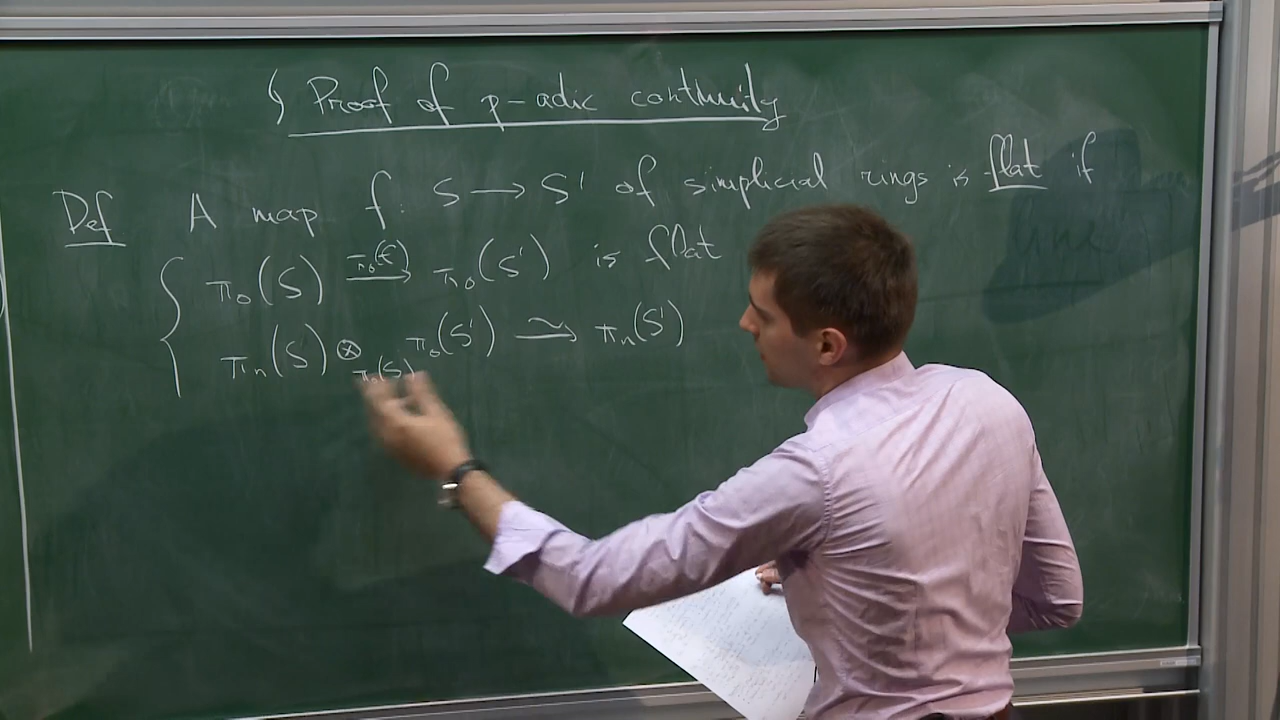 § Proof of p-adic continuity
Def A map f: S → S' of simplicial rings is flat if
{ π₀(S) →^{π₀(f)} π₀(S') is flat
πₙ(S) ⊗_{π₀(S)} π₀(S') →^{~} πₙ(S')